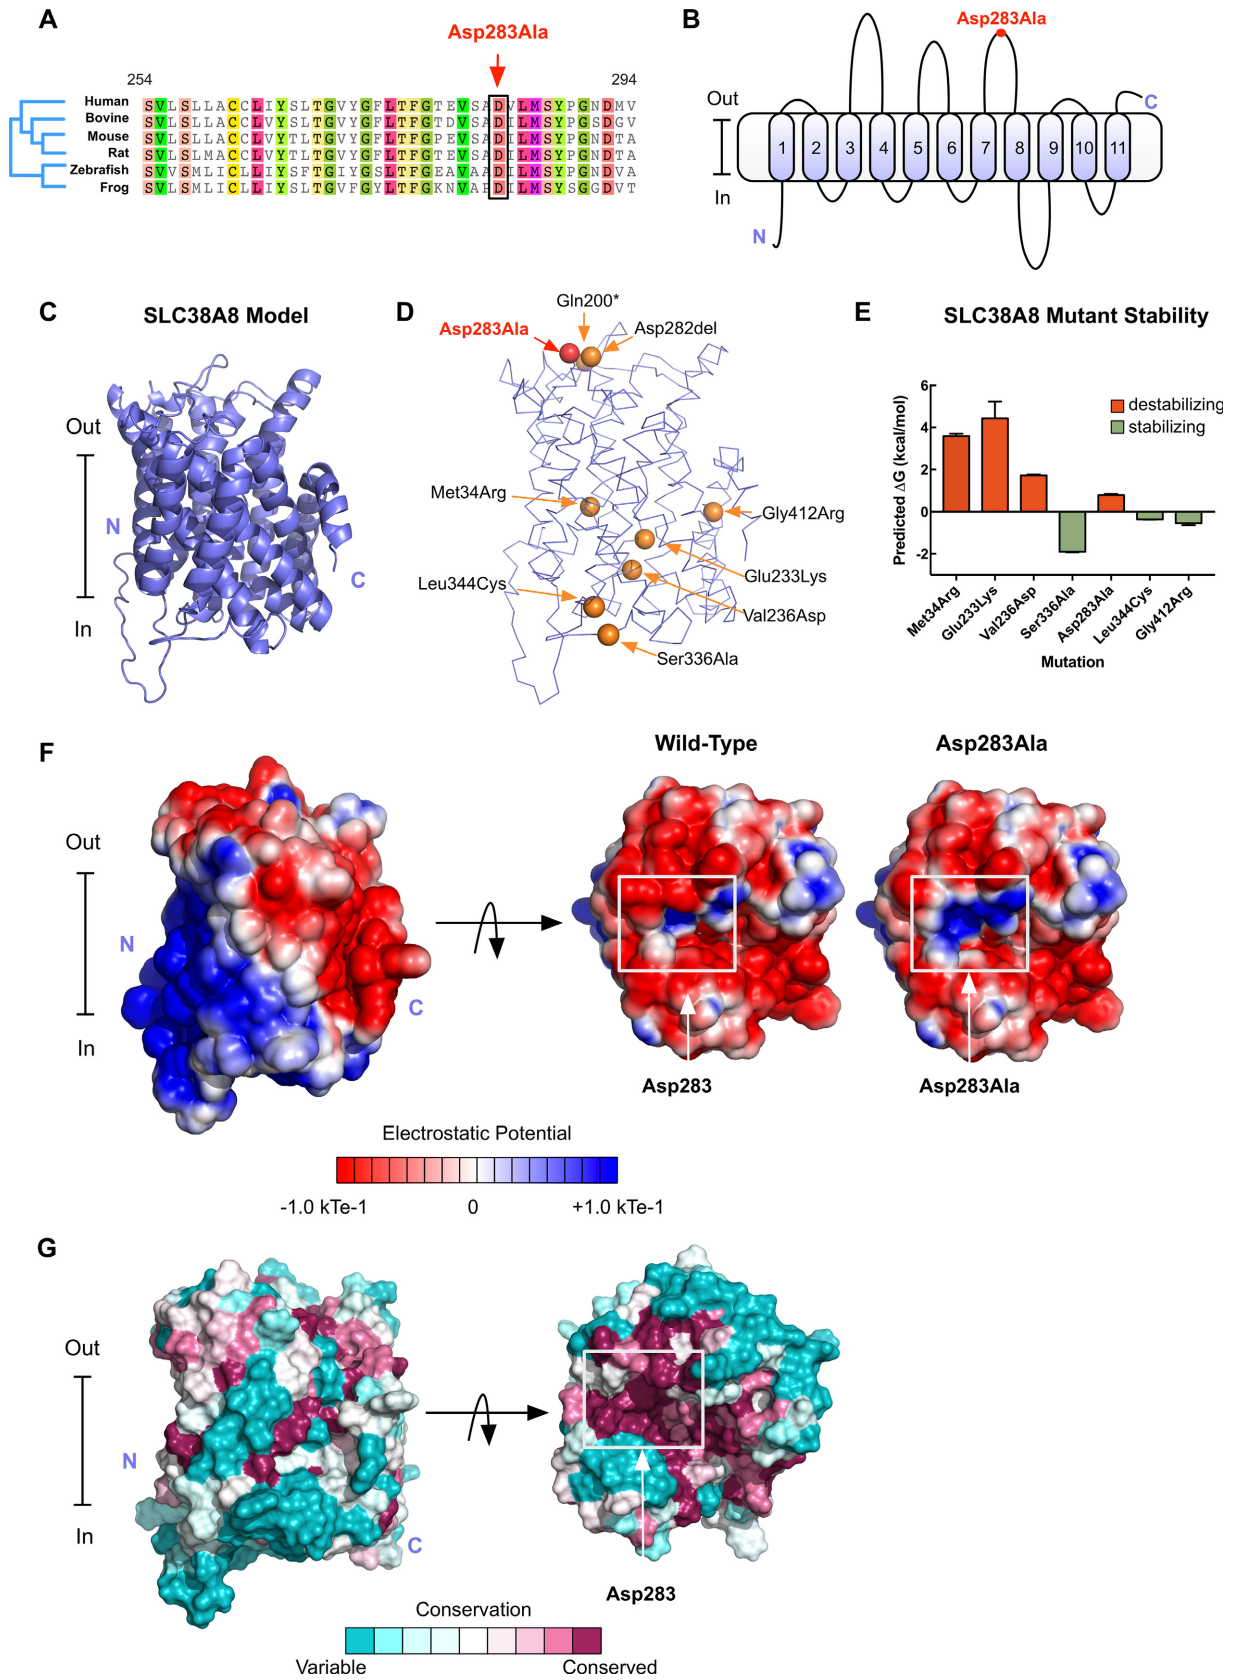 A
Asp283Ala
254
294
Human SVLSLLACCLIYSLTGVYGFLTFGTEVSADVLMSYPGNDMV
Bovine SVLSLLACCLVYSLTGVYGFLTFGTDVSADVLMSYPGSDGV
Mouse SVLSLLACCLVYTLTGVYGFLTFGPEVSADILMSYPGNDTA
Rat SVLSLMACCLVYTLTGVYGFLTFGTEVSADILMSYPGNDTA
Zebrafish SVVSMLICCLIYSFTGIYGYLTFGEAVAADILMSYPGNDVA
Frog SVLSMLICLLIYSLTGVFGYLTFGKNVAPDILMSYSGGDVT
B
Asp283Ala
Out
In
N
C
1 2 3 4 5 6 7 8 9 10 11
C
SLC38A8 Model
Out
In
N
C
D
Gln200*
Asp283Ala
Asp282del
Met34Arg
Gly412Arg
Glu233Lys
Leu344Cys
Val236Asp
Ser336Ala
E
SLC38A8 Mutant Stability
Predicted ΔG (kcal/mol)
6
4
2
0
-2
destabilizing
stabilizing
Met34Arg
Glu233Lys
Val236Asp
Ser336Ala
Asp283Ala
Leu344Cys
Gly412Arg
Mutation
F
Out
In
N
C
Wild-Type
Asp283Ala
Asp283
Asp283Ala
Electrostatic Potential
-1.0 kTe-1
0
+1.0 kTe-1
G
Out
In
N
C
Asp283
Conservation
Variable
Conserved